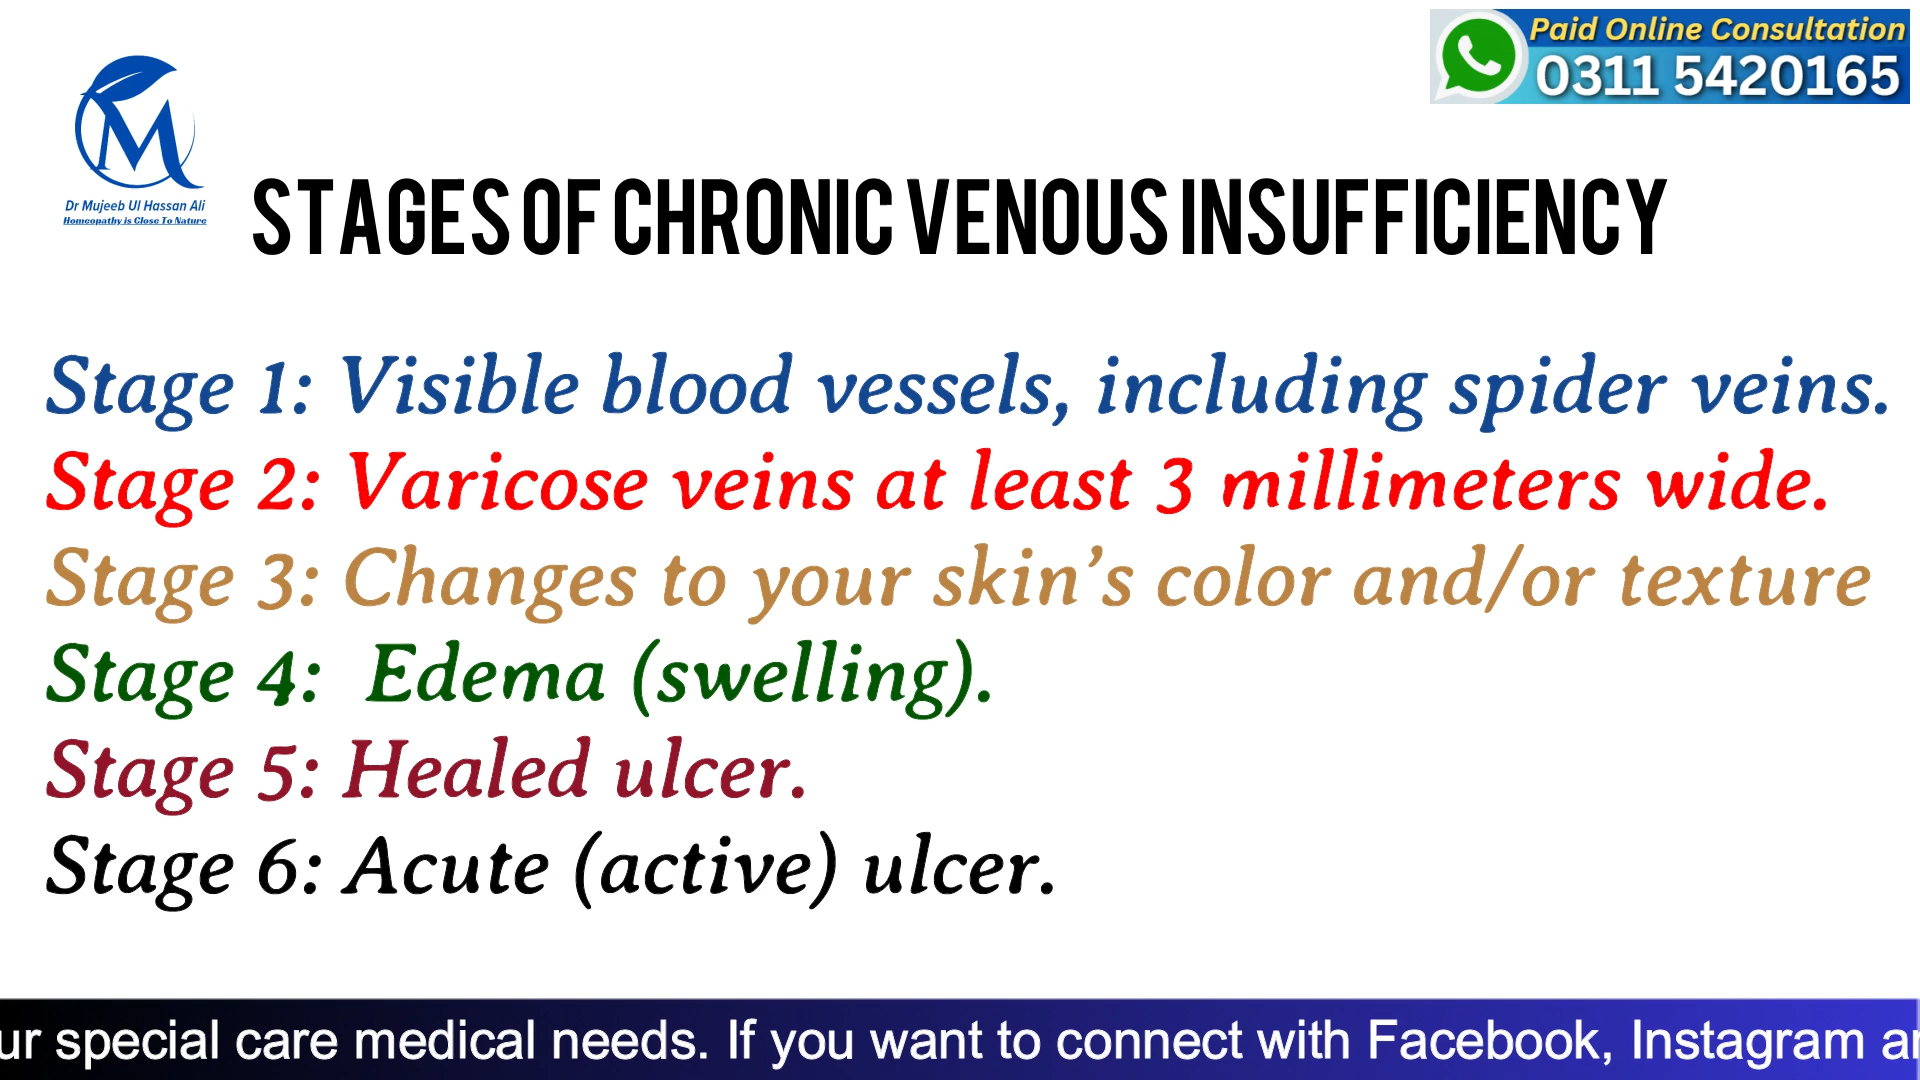 Paid Online Consultation
0311 5420165
M
Dr Mujeeb Ul Hassan Ali
Homeopathy is Close To Nature
STAGES OF CHRONIC VENOUS INSUFFICIENCY
Stage 1: Visible blood vessels, including spider veins.
Stage 2: Varicose veins at least 3 millimeters wide.
Stage 3: Changes to your skin’s color and/or texture
Stage 4: Edema (swelling).
Stage 5: Healed ulcer.
Stage 6: Acute (active) ulcer.
ur special care medical needs. If you want to connect with Facebook, Instagram a